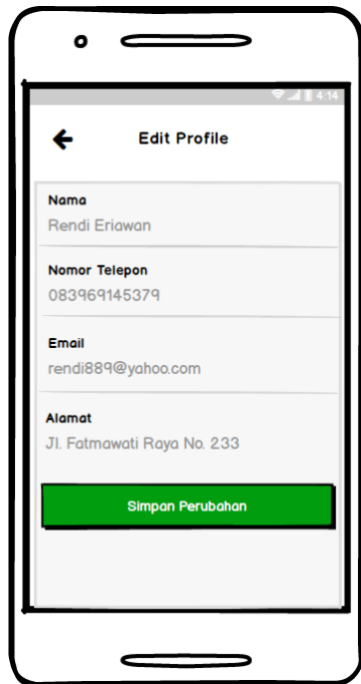 4:14
Edit Profile
Nama
Rendi Eriawan
Nomor Telepon
083969145379
Email
rendi889@yahoo.com
Alamat
Jl. Fatmawati Raya No. 233
Simpan Perubahan